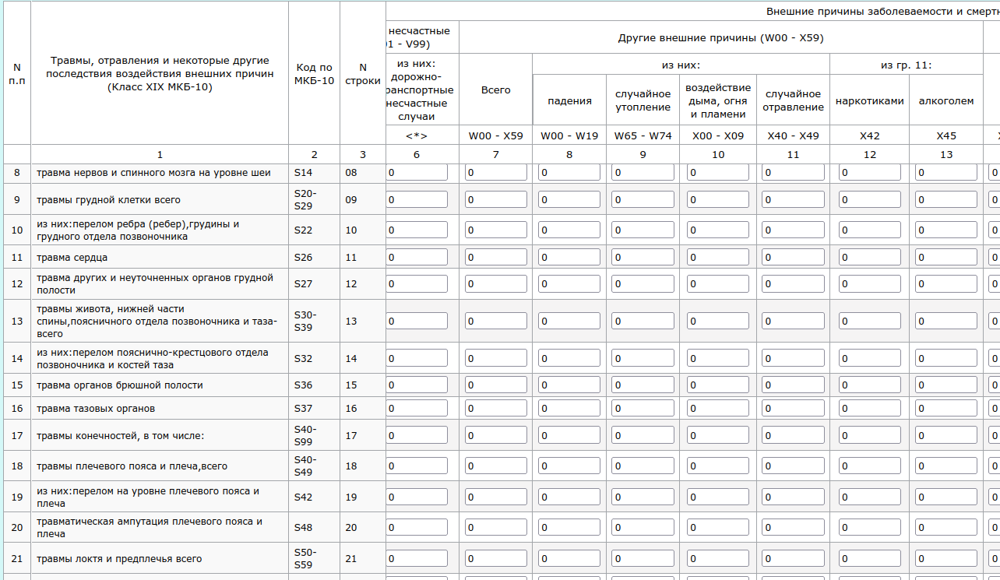 Внешние причины заболеваемости и смертн
несчастные
1 - V99)
Другие внешние причины (W00 - X59)
N
п.п
Травмы, отравления и некоторые другие
последствия воздействия внешних причин
(Класс XIX МКБ-10)
Код по
МКБ-10
N
строки
из них:
дорожно-
ранспортные
несчастные
случаи
Всего
из них:
из гр. 11:
падения
случайное
утопление
воздействие
дыма, огня
и пламени
случайное
отравление
наркотиками
алкоголем
<*>
W00 - X59
W00 - W19
W65 - W74
X00 - X09
X40 - X49
X42
X45
1 2 3 6 7 8 9 10 11 12 13
8 травма нервов и спинного мозга на уровне шеи S14 08 0 0 0 0 0 0 0 0 0
9 травмы грудной клетки всего S20-
S29 09 0 0 0 0 0 0 0 0 0
10 из них:перелом ребра (ребер),грудины и
грудного отдела позвоночника S22 10 0 0 0 0 0 0 0 0 0
11 травма сердца S26 11 0 0 0 0 0 0 0 0 0
12 травма других и неуточненных органов грудной
полости S27 12 0 0 0 0 0 0 0 0 0
13 травмы живота, нижней части
спины,поясничного отдела позвоночника и таза-
всего S30-
S39 13 0 0 0 0 0 0 0 0 0
14 из них:перелом пояснично-крестцового отдела
позвоночника и костей таза S32 14 0 0 0 0 0 0 0 0 0
15 травма органов брюшной полости S36 15 0 0 0 0 0 0 0 0 0
16 травма тазовых органов S37 16 0 0 0 0 0 0 0 0 0
17 травмы конечностей, в том числе: S40-
S99 17 0 0 0 0 0 0 0 0 0
18 травмы плечевого пояса и плеча,всего S40-
S49 18 0 0 0 0 0 0 0 0 0
19 из них:перелом на уровне плечевого пояса и
плеча S42 19 0 0 0 0 0 0 0 0 0
20 травматическая ампутация плечевого пояса и
плеча S48 20 0 0 0 0 0 0 0 0 0
21 травмы локтя и предплечья всего S50-
S59 21 0 0 0 0 0 0 0 0 0